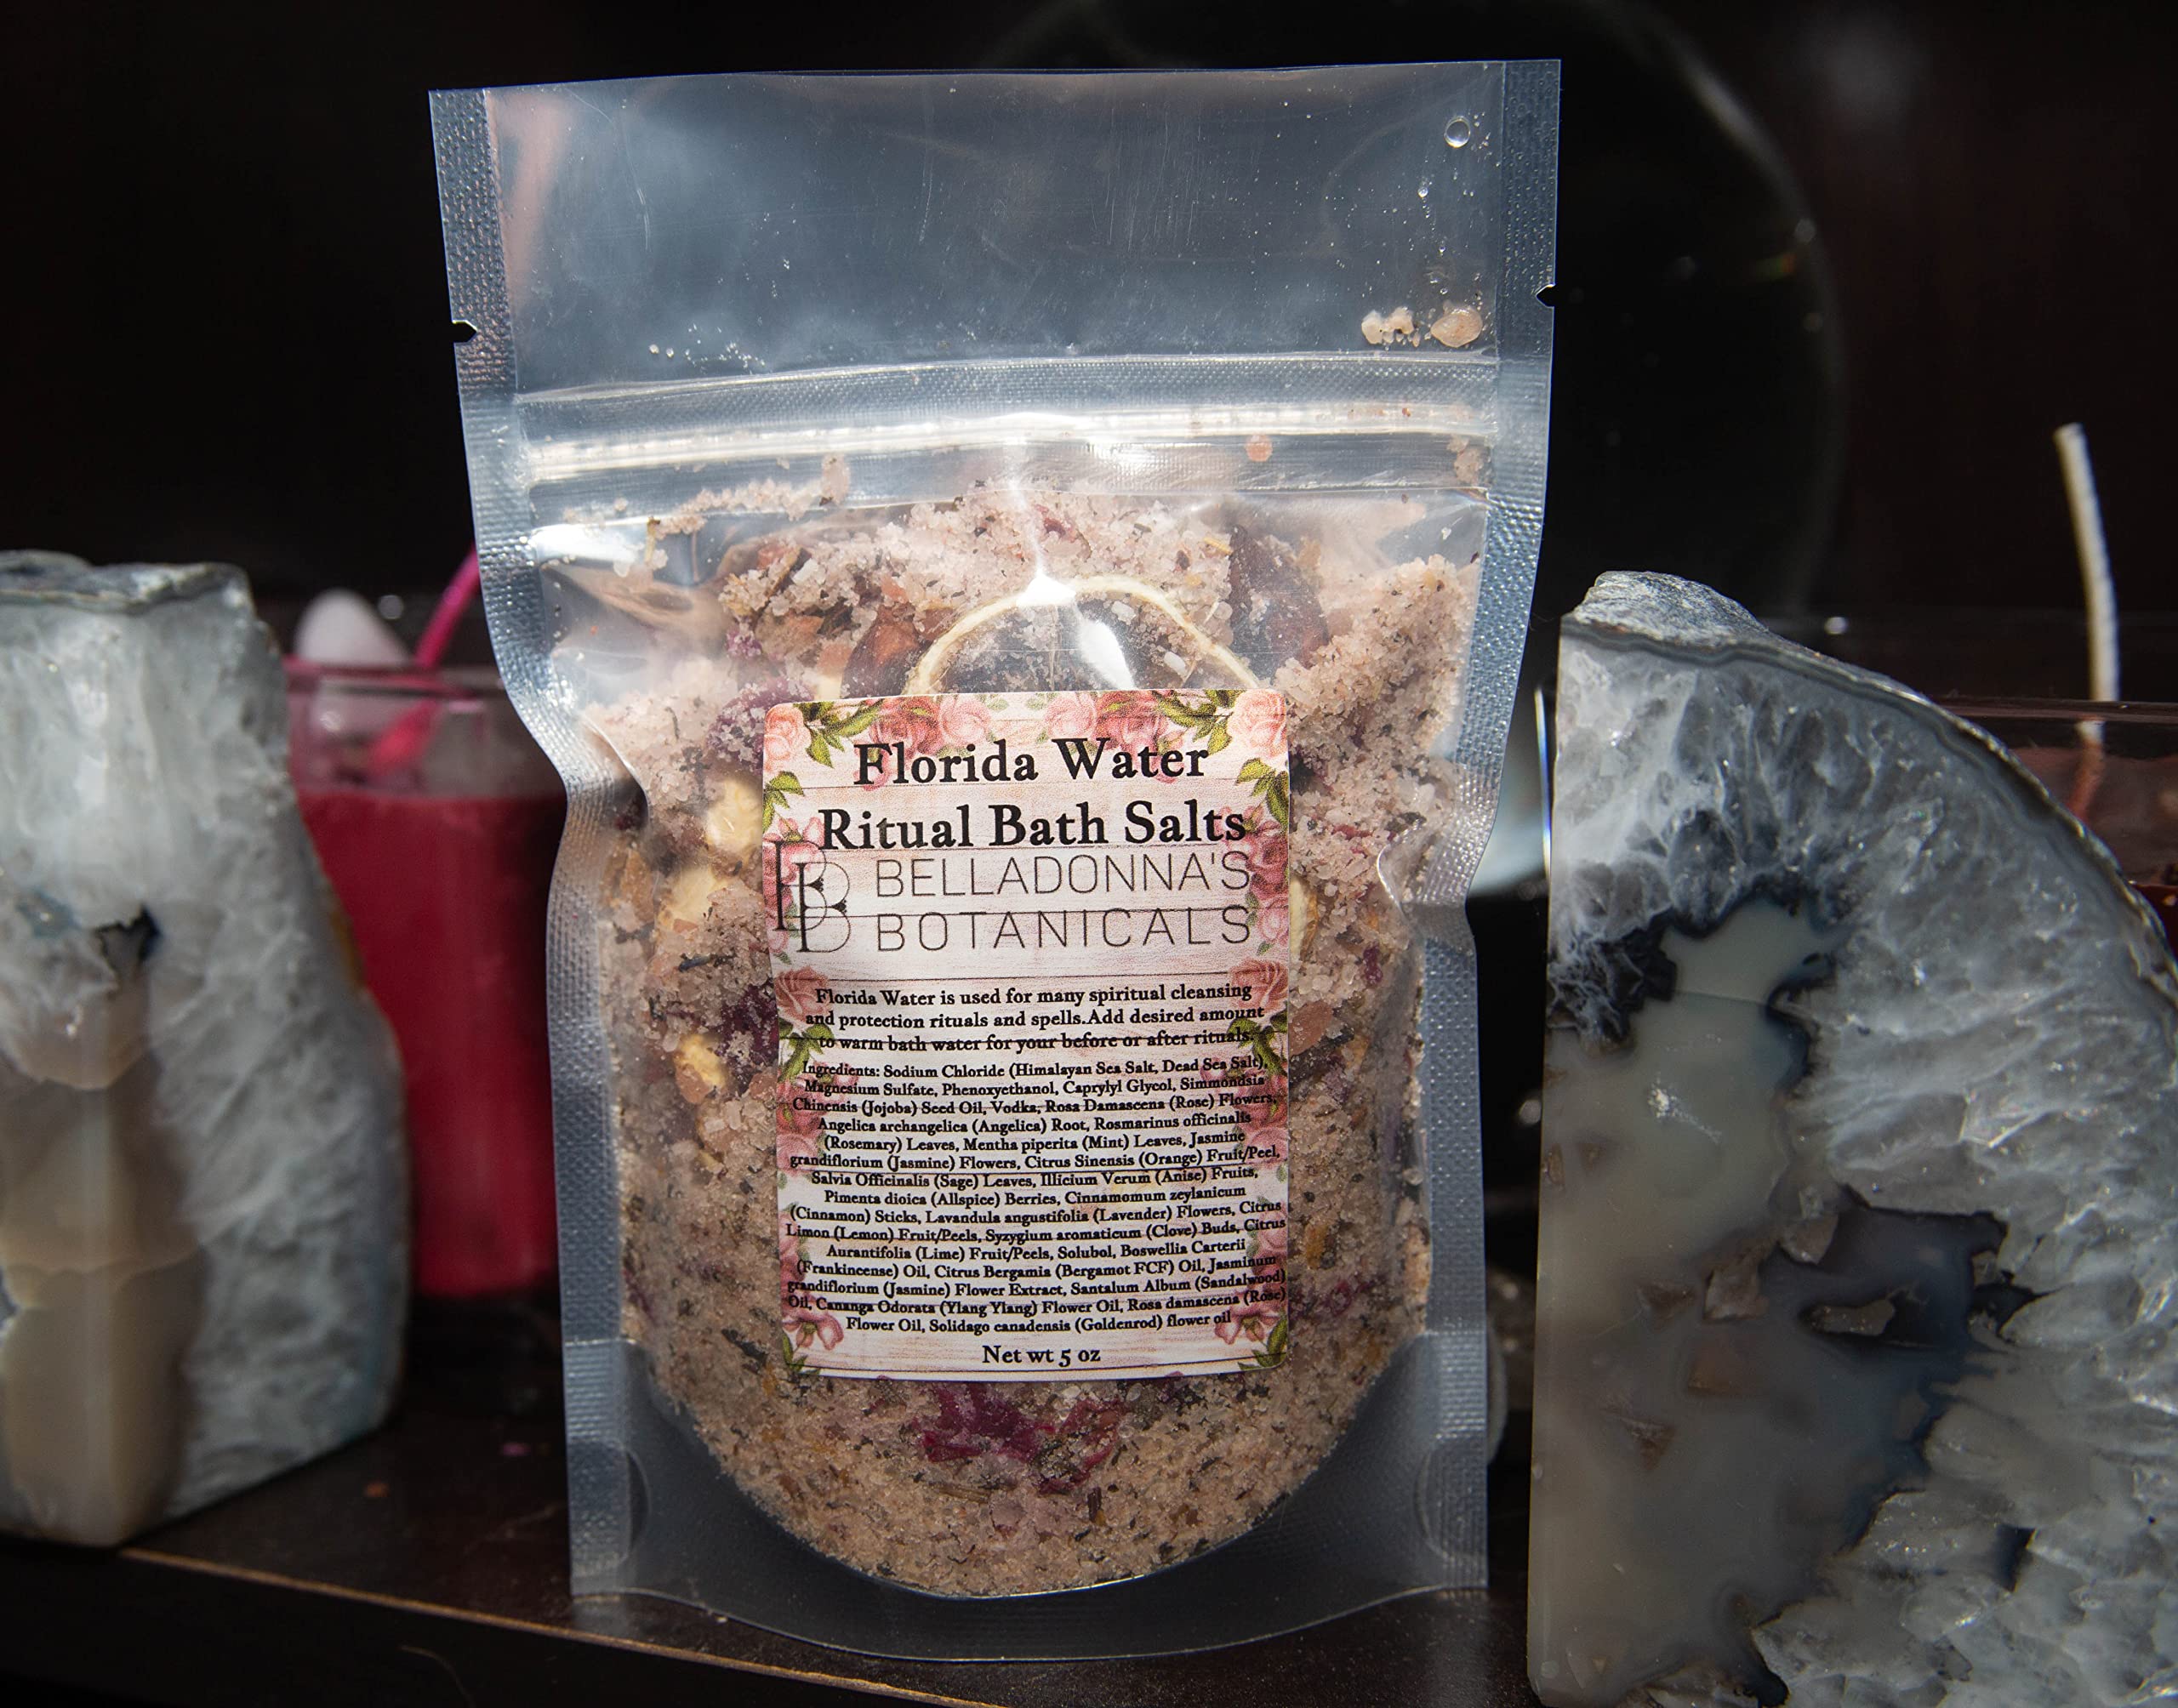 Florida Water
Ritual Bath Salts
BB BELLADONNA'S
BOTANICALS
Florida Water is used for many spiritual cleansing
and protection rituals and spells.Add desired amount
to warm bath water for your before or after rituals.
Ingredients: Sodium Chloride (Himalayan Sea Salt, Dead Sea Salt),
Magnesium Sulfate, Phenoxyethanol, Caprylyl Glycol, Simmondsia
Chinensis (Jojoba) Seed Oil, Vodka, Rosa Damascena (Rose) Flowers,
Angelica archangelica (Angelica) Root, Rosmarinus officinalis
(Rosemary) Leaves, Mentha piperita (Mint) Leaves, Jasmine
grandiflorium (Jasmine) Flowers, Citrus Sinensis (Orange) Fruit/Peel,
Salvia Officinalis (Sage) Leaves, Illicium Verum (Anise) Fruits,
Pimenta dioica (Allspice) Berries, Cinnamomum zeylanicum
(Cinnamon) Sticks, Lavandula angustifolia (Lavender) Flowers, Citrus
Limon (Lemon) Fruit/Peels, Syzygium aromaticum (Clove) Buds, Citrus
Aurantifolia (Lime) Fruit/Peels, Solubol, Boswellia Carterii
(Frankincense) Oil, Citrus Bergamia (Bergamot FCF) Oil, Jasminum
grandiflorium (Jasmine) Flower Extract, Santalum Album (Sandalwood)
Oil, Cananga Odorata (Ylang Ylang) Flower Oil, Rosa damascena (Rose)
Flower Oil, Solidago canadensis (Goldenrod) flower oil
Net wt 5 oz